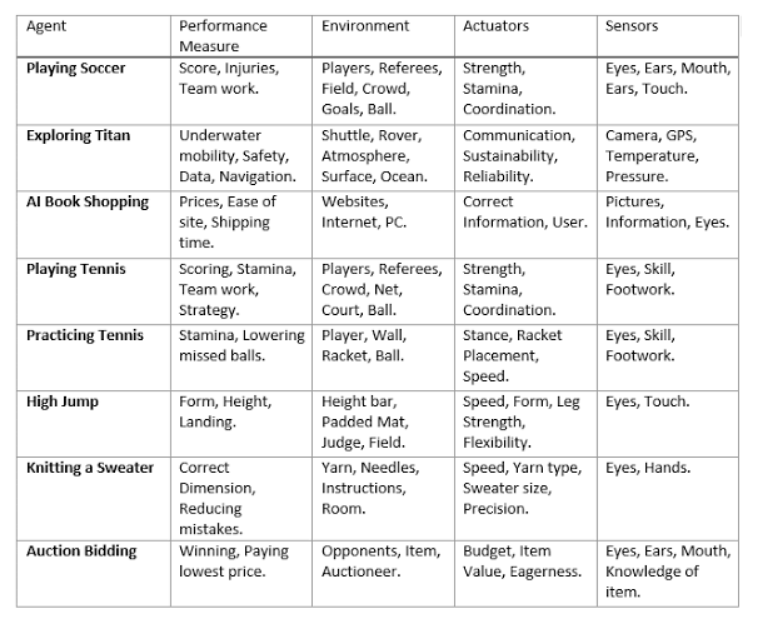 Agent Performance Measure Environment Actuators Sensors
Playing Soccer Score, Injuries, Players, Referees, Strength, Eyes, Ears, Mouth,
Team work. Field, Crowd, Stamina, Ears, Touch.
Goals, Ball. Coordination.
Exploring Titan Underwater Shuttle, Rover, Communication, Camera, GPS,
mobility, Safety, Atmosphere, Sustainability, Temperature,
Data, Navigation. Surface, Ocean. Reliability. Pressure.
AI Book Shopping Prices, Ease of Websites, Correct Pictures,
site, Shipping Internet, PC. Information, User. Information, Eyes.
time.
Playing Tennis Scoring, Stamina, Players, Referees, Strength, Eyes, Skill,
Team work, Crowd, Net, Stamina, Footwork.
Strategy. Court, Ball. Coordination.
Practicing Tennis Stamina, Lowering Player, Wall, Stance, Racket Eyes, Skill,
missed balls. Racket, Ball. Placement, Footwork.
Speed.
High Jump Form, Height, Height bar, Speed, Form, Leg Eyes, Touch.
Landing. Padded Mat, Strength,
Judge, Field. Flexibility.
Knitting a Sweater Correct Yarn, Needles, Speed, Yarn type, Eyes, Hands.
Dimension, Instructions, Sweater size,
Reducing Room. Precision.
mistakes.
Auction Bidding Winning, Paying Opponents, Item, Budget, Item Eyes, Ears, Mouth,
lowest price. Auctioneer. Value, Eagerness. Knowledge of
item.